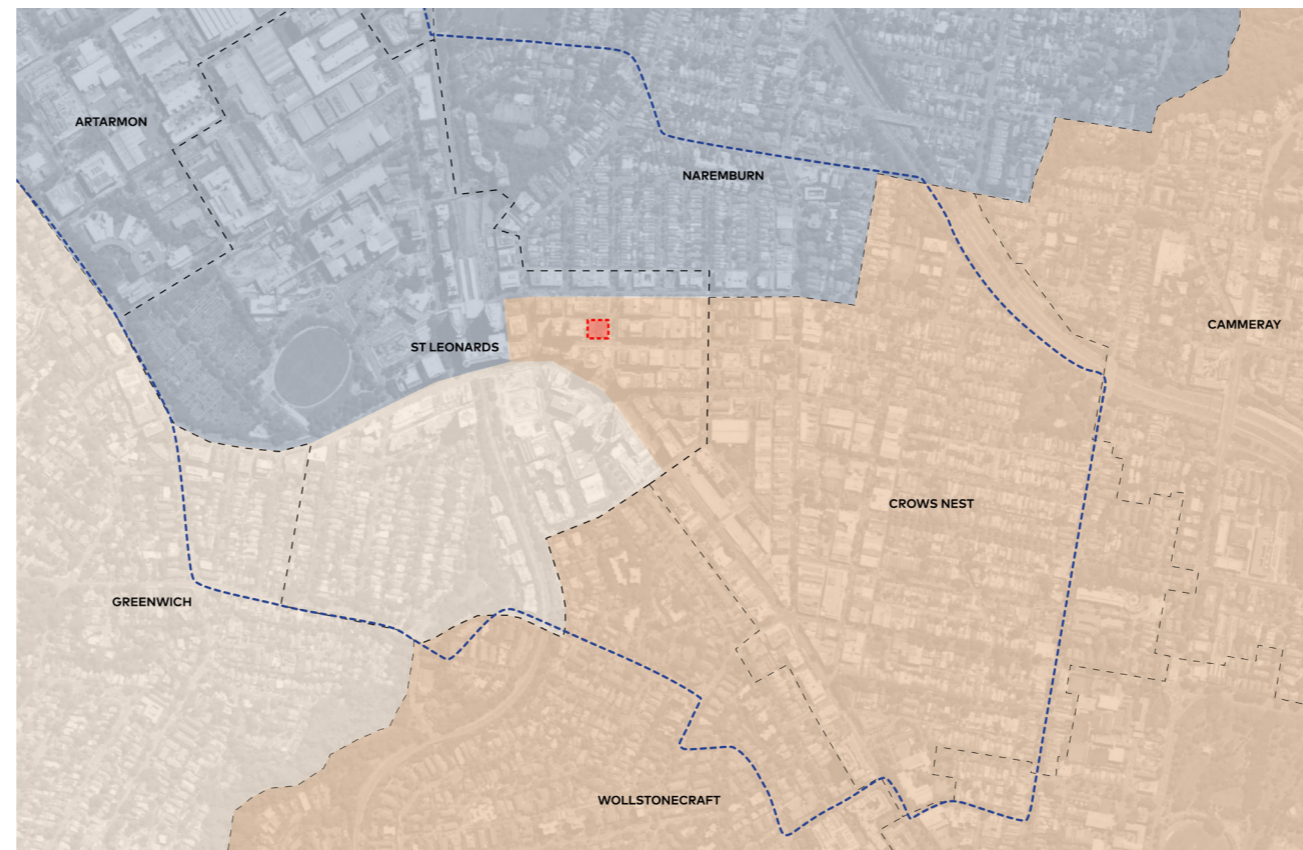 ARTARMON
NAREMBURN
CAMMERAY
ST LEONARDS
CROWS NEST
GREENWICH
WOLLSTONECRAFT